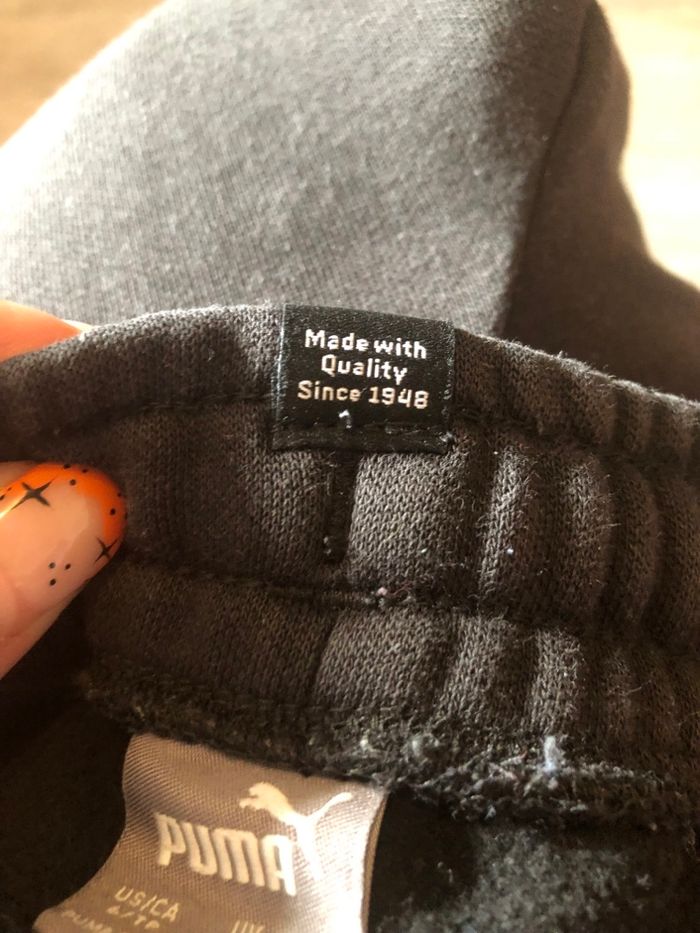 Made with
Quality
Since 1948
PUMA
US/CA